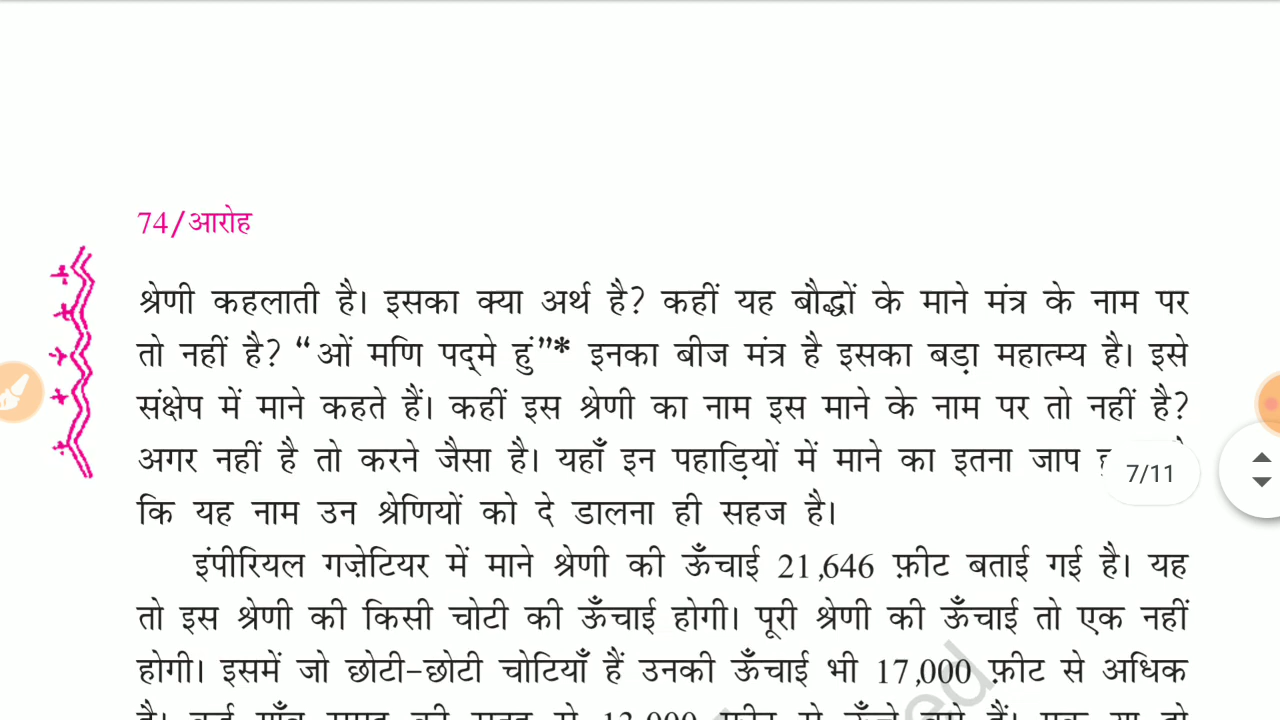 74/आरोह
श्रेणी कहलाती है। इसका क्या अर्थ है? कहीं यह बौद्धों के माने मंत्र के नाम पर
तो नहीं है? “ओं मणि पद्मे हुं”* इनका बीज मंत्र है इसका बड़ा महात्म्य है। इसे
संक्षेप में माने कहते हैं। कहीं इस श्रेणी का नाम इस माने के नाम पर तो नहीं है?
अगर नहीं है तो करने जैसा है। यहाँ इन पहाड़ियों में माने का इतना जाप
7/11
कि यह नाम उन श्रेणियों को दे डालना ही सहज है।
इंपीरियल गज़ेटियर में माने श्रेणी की ऊँचाई 21,646 फ़ीट बताई गई है। यह
तो इस श्रेणी की किसी चोटी की ऊँचाई होगी। पूरी श्रेणी की ऊँचाई तो एक नहीं
होगी। इसमें जो छोटी-छोटी चोटियाँ हैं उनकी ऊँचाई भी 17,000 फ़ीट से अधिक